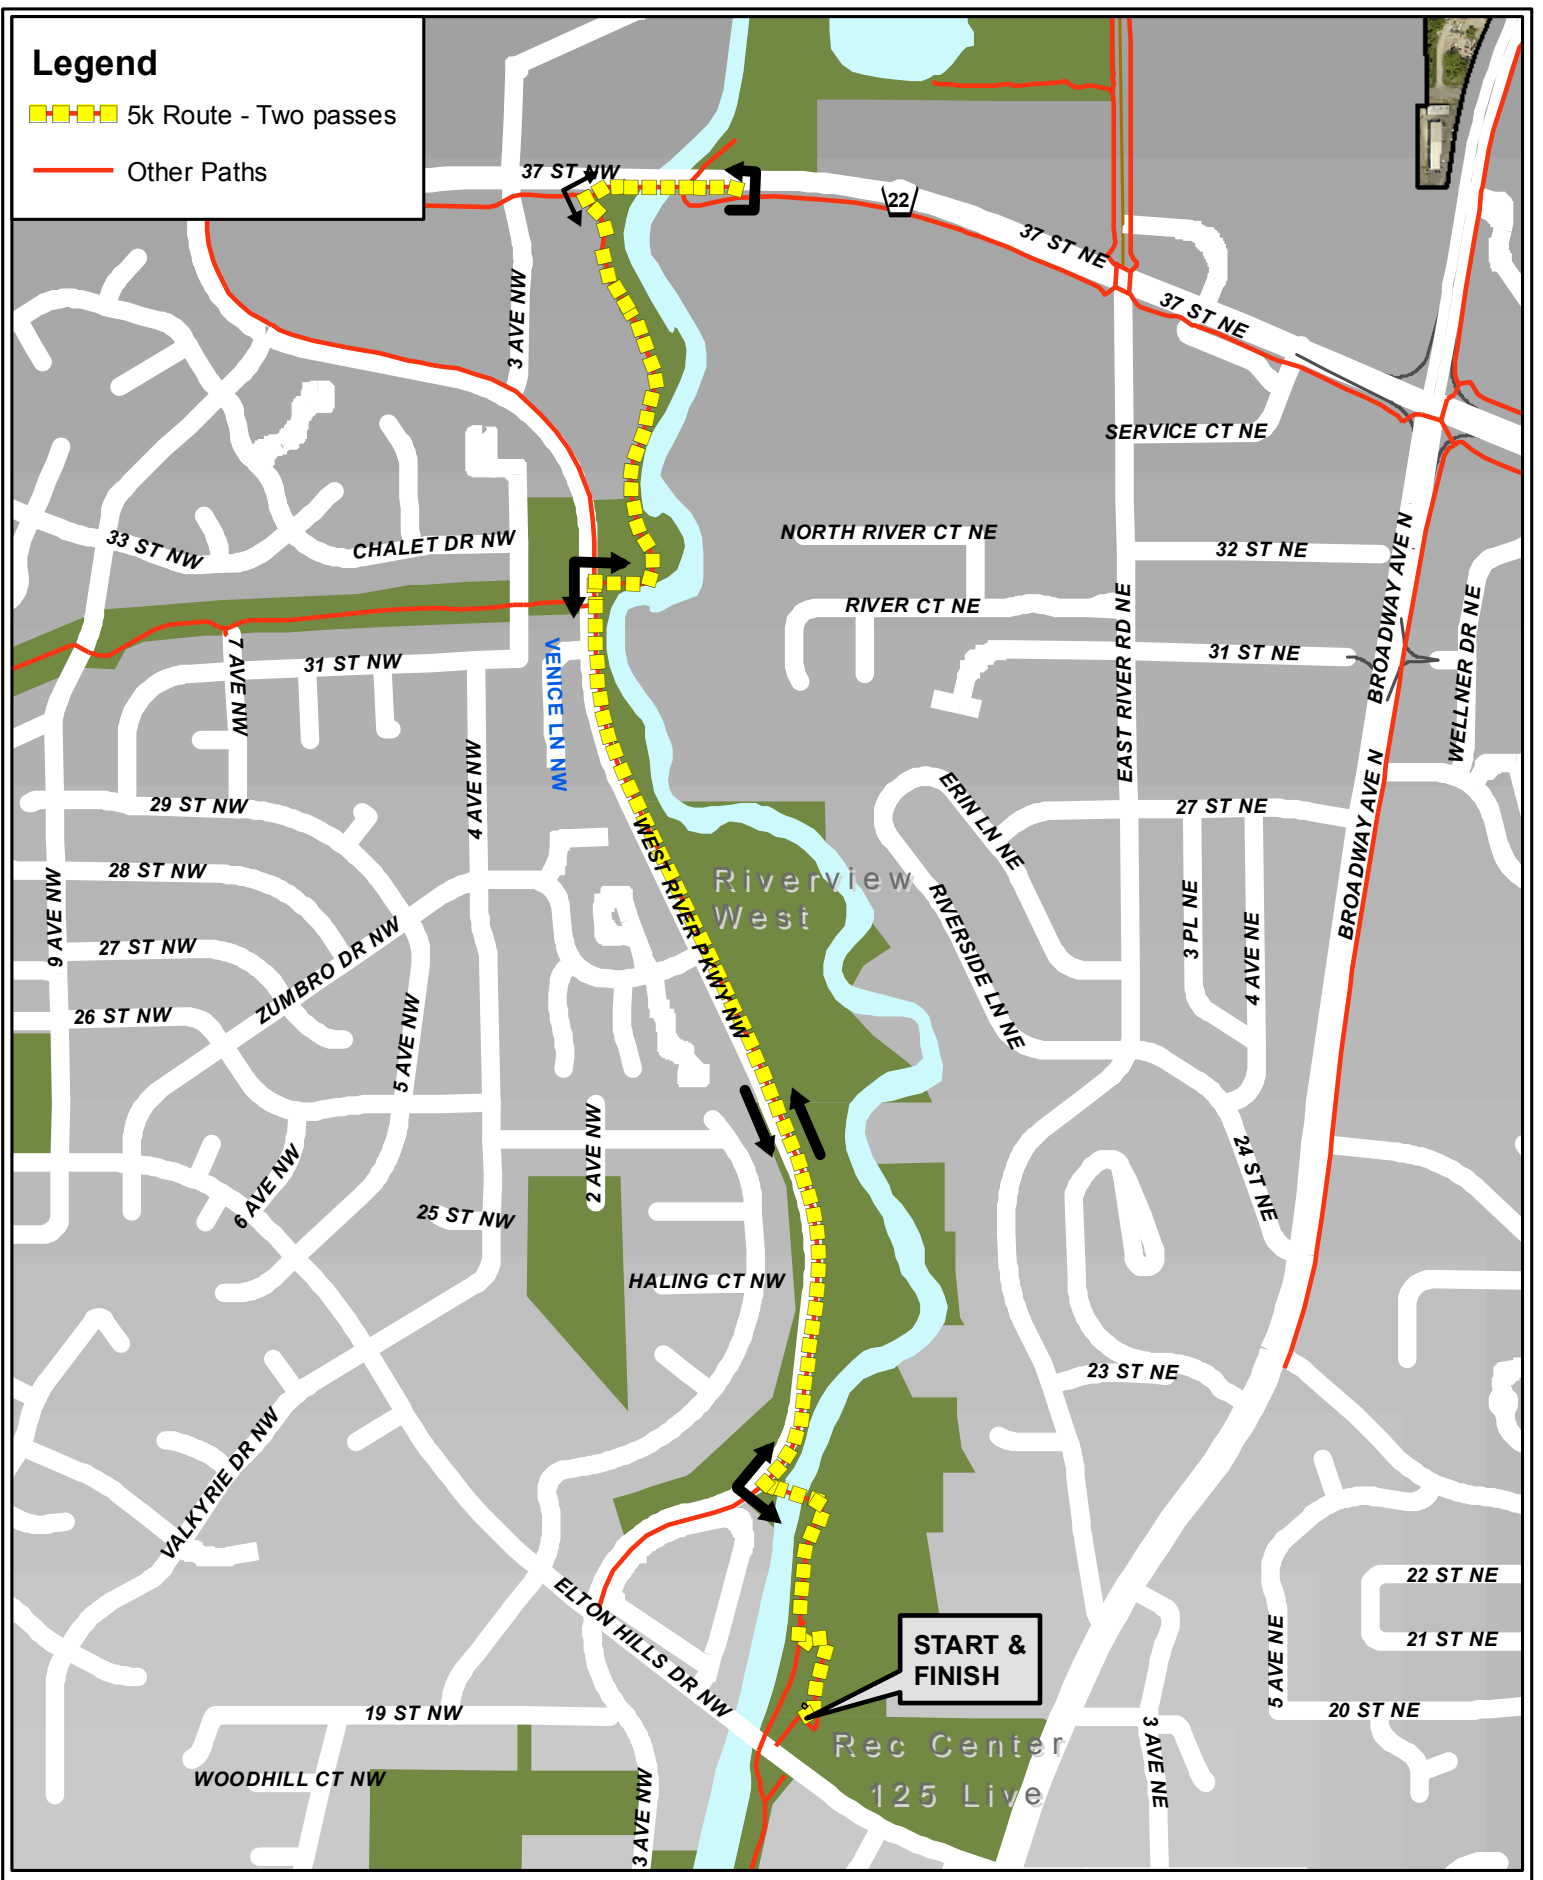 Legend
5k Route - Two passes
Other Paths
37 ST NW
22
37 ST NE
37 ST NE
3 AVE NW
SERVICE CT NE
33 ST NW
CHALET DR NW
NORTH RIVER CT NE
32 ST NE
BROADWAY AVE N
RIVER CT NE
EAST RIVER RD NE
WELLNER DR NE
7 AVE NW
31 ST NW
VENICE LN NW
31 ST NE
4 AVE NW
29 ST NW
ERIN LN NE
27 ST NE
BROADWAY AVE N
28 ST NW
WEST RIVER PKWY NW
Riverview
West
9 AVE NW
27 ST NW
ZUMBRO DR NW
RIVERSIDE LN NE
3 PL NE
4 AVE NE
26 ST NW
5 AVE NW
2 AVE NW
24 ST NE
6 AVE NW
25 ST NW
HALING CT NW
23 ST NE
VALKYRIE DR NW
ELTON HILLS DR NW
22 ST NE
START &
FINISH
5 AVE NE
21 ST NE
19 ST NW
20 ST NE
Rec Center
125 Live
3 AVE NE
WOODHILL CT NW
3 AVE NW